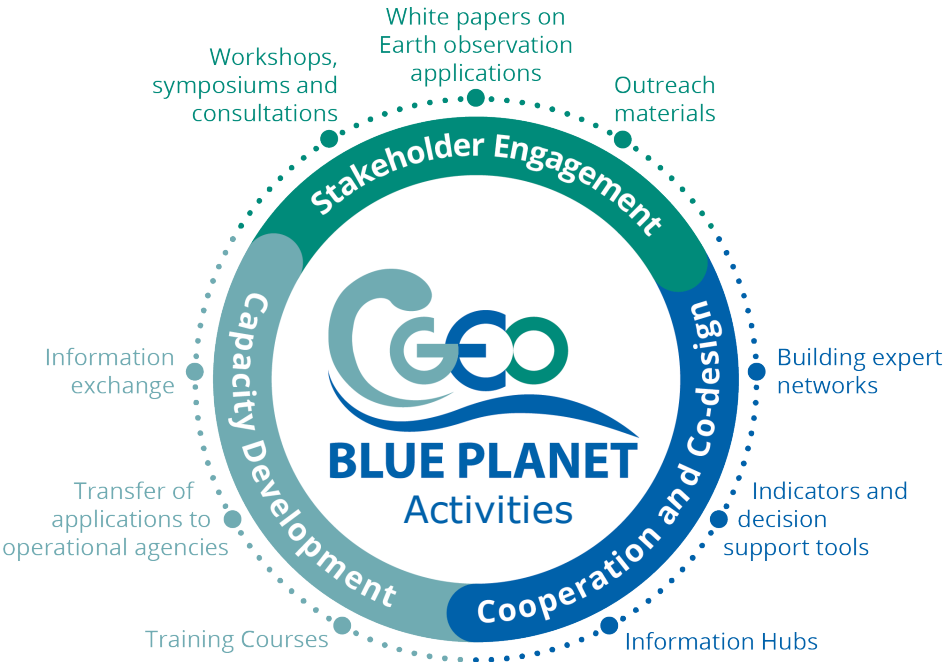 White papers on
Earth observation
applications
Workshops,
symposiums and
consultations
Outreach
materials
Stakeholder Engagement
Capacity Development
Cooperation and Co-design
GEO
BLUE PLANET
Activities
Information
exchange
Transfer of
applications to
operational agencies
Training Courses
Building expert
networks
Indicators and
decision
support tools
Information Hubs